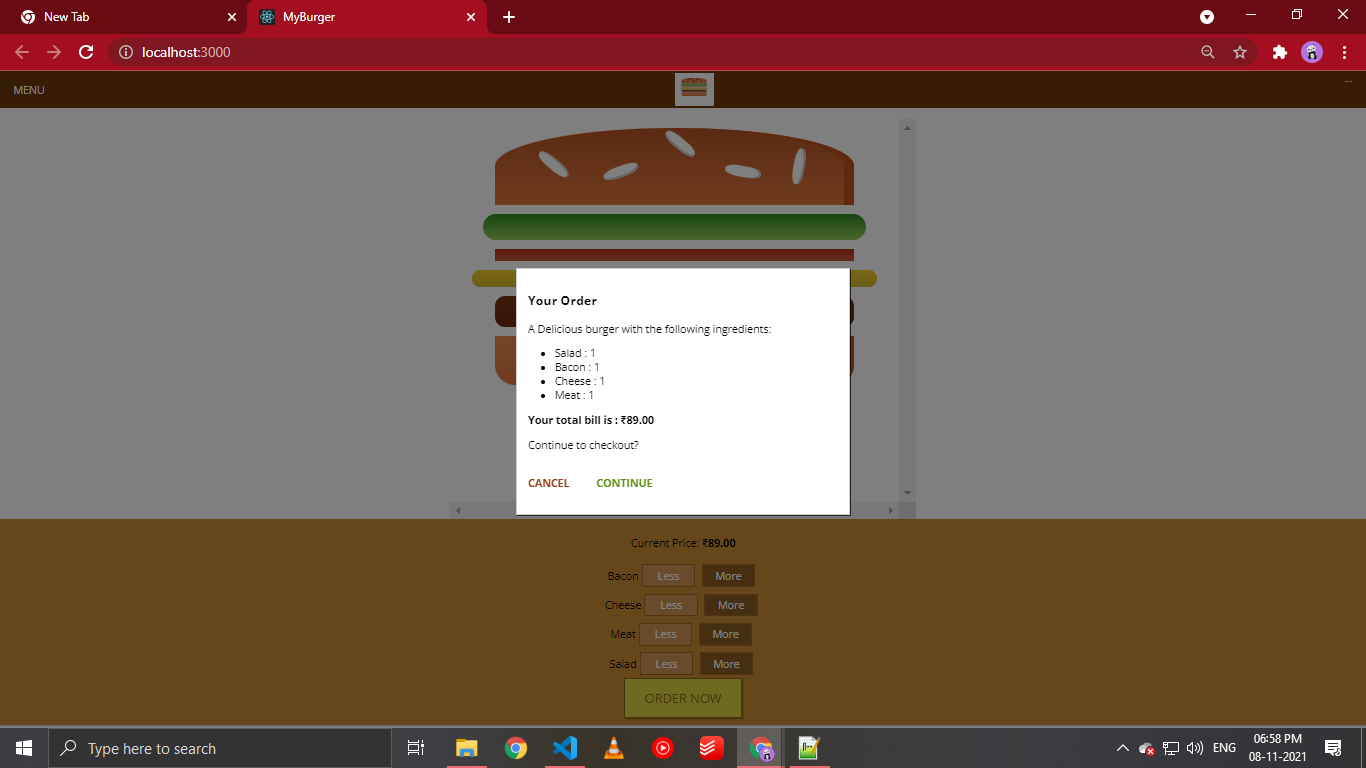 New Tab
MyBurger
localhost:3000
MENU
Your Order
A Delicious burger with the following ingredients:
Salad : 1
Bacon : 1
Cheese : 1
Meat : 1
Your total bill is : ₹89.00
Continue to checkout?
CANCEL CONTINUE
Current Price: ₹89.00
Bacon Less More
Cheese Less More
Meat Less More
Salad Less More
ORDER NOW
Type here to search
ENG
06:58 PM
08-11-2021